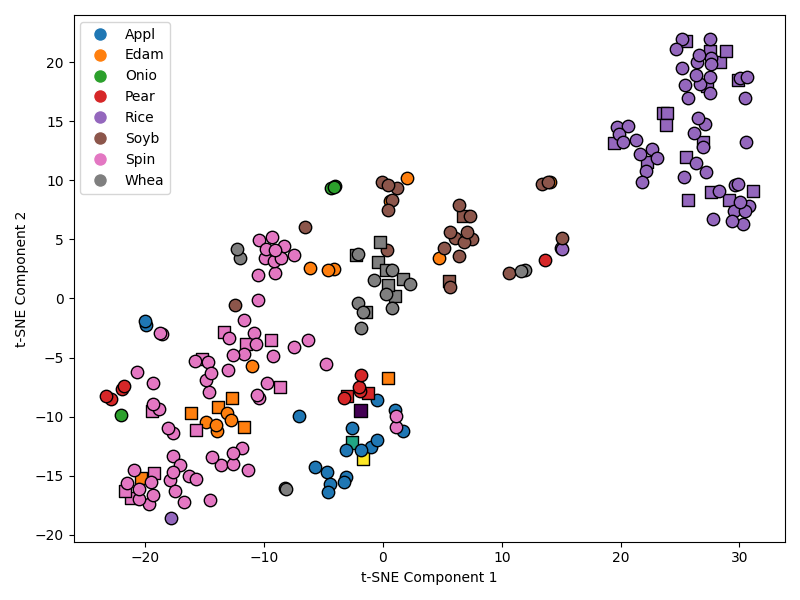 Appl
Edam
Onio
Pear
Rice
Soyb
Spin
Whea
20
15
10
5
0
−5
−10
−15
−20
t-SNE Component 2
−20 −10 0 10 20 30
t-SNE Component 1